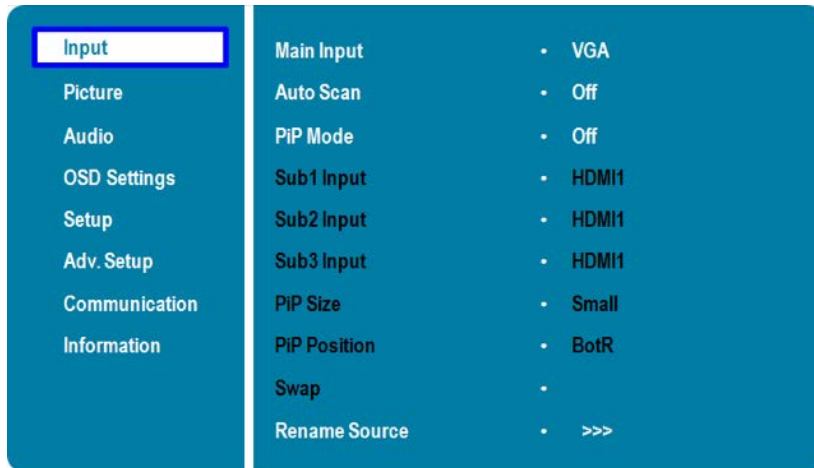 Input
Picture
Audio
OSD Settings
Setup
Adv. Setup
Communication
Information
Main Input • VGA
Auto Scan • Off
PiP Mode • Off
Sub1 Input • HDMI1
Sub2 Input • HDMI1
Sub3 Input • HDMI1
PiP Size • Small
PiP Position • BotR
Swap •
Rename Source • >>>